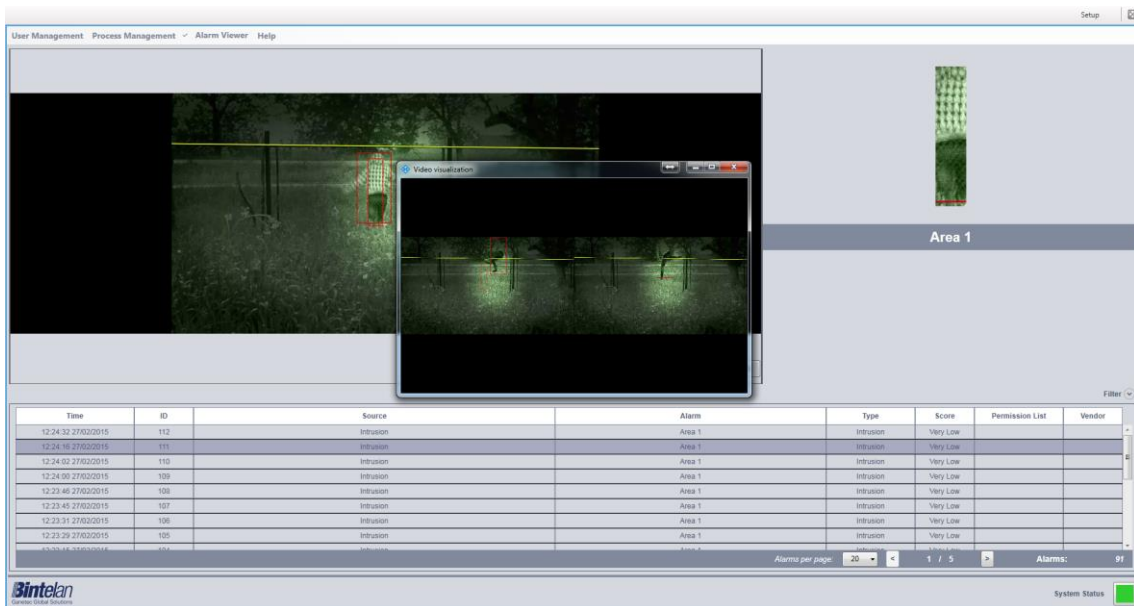 Setup
User Management Process Management Alarm Viewer Help
Video visualization
Area 1
Filter
Time ID Source Alarm Type Score Permission List Vendor
12:24:32 27/02/2015 112 Intrusion Area 1 Intrusion Very Low
12:24:16 27/02/2015 111 Intrusion Area 1 Intrusion Very Low
12:24:02 27/02/2015 110 Intrusion Area 1 Intrusion Very Low
12:24:00 27/02/2015 109 Intrusion Area 1 Intrusion Very Low
12:23:46 27/02/2015 108 Intrusion Area 1 Intrusion Very Low
12:23:45 27/02/2015 107 Intrusion Area 1 Intrusion Very Low
12:23:31 27/02/2015 106 Intrusion Area 1 Intrusion Very Low
12:23:29 27/02/2015 105 Intrusion Area 1 Intrusion Very Low
Alarms per page: 20 < 1 / 5 > Alarms: 91
Bintelan
Global Solutions
System Status